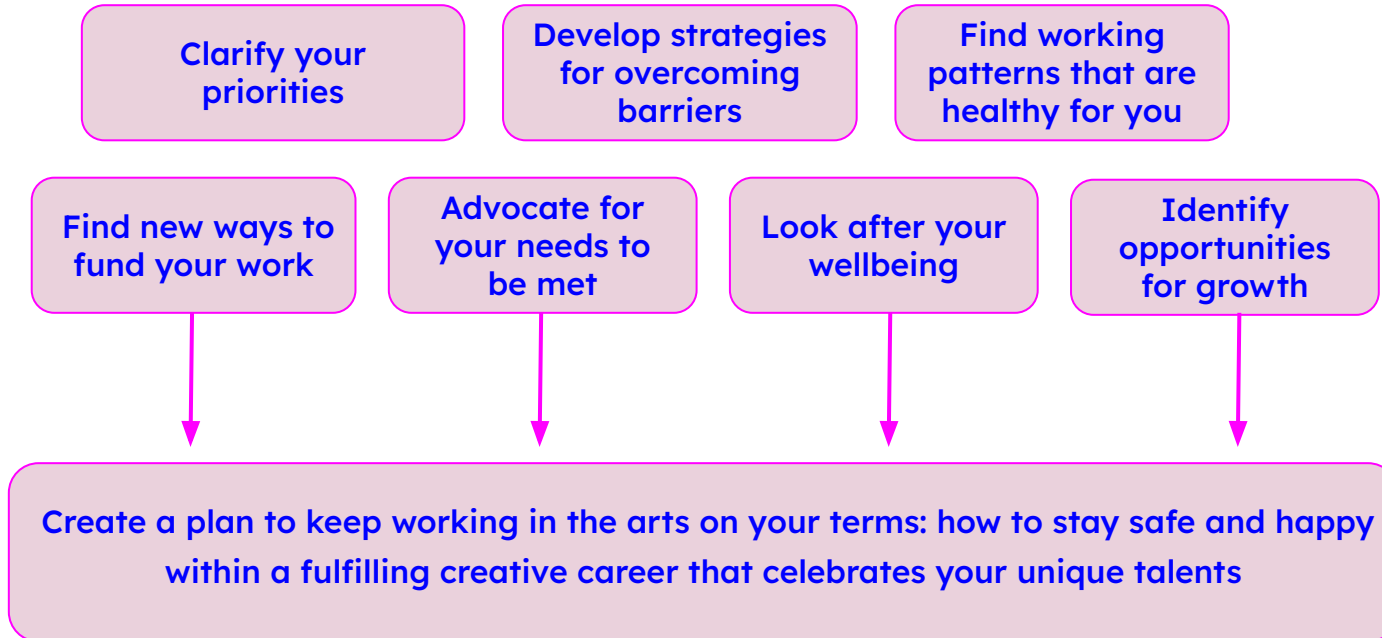 Clarify your
priorities
Develop strategies
for overcoming
barriers
Find working
patterns that are
healthy for you
Find new ways to
fund your work
Advocate for
your needs to
be met
Look after your
wellbeing
Identify
opportunities
for growth
Create a plan to keep working in the arts on your terms: how to stay safe and happy
within a fulfilling creative career that celebrates your unique talents